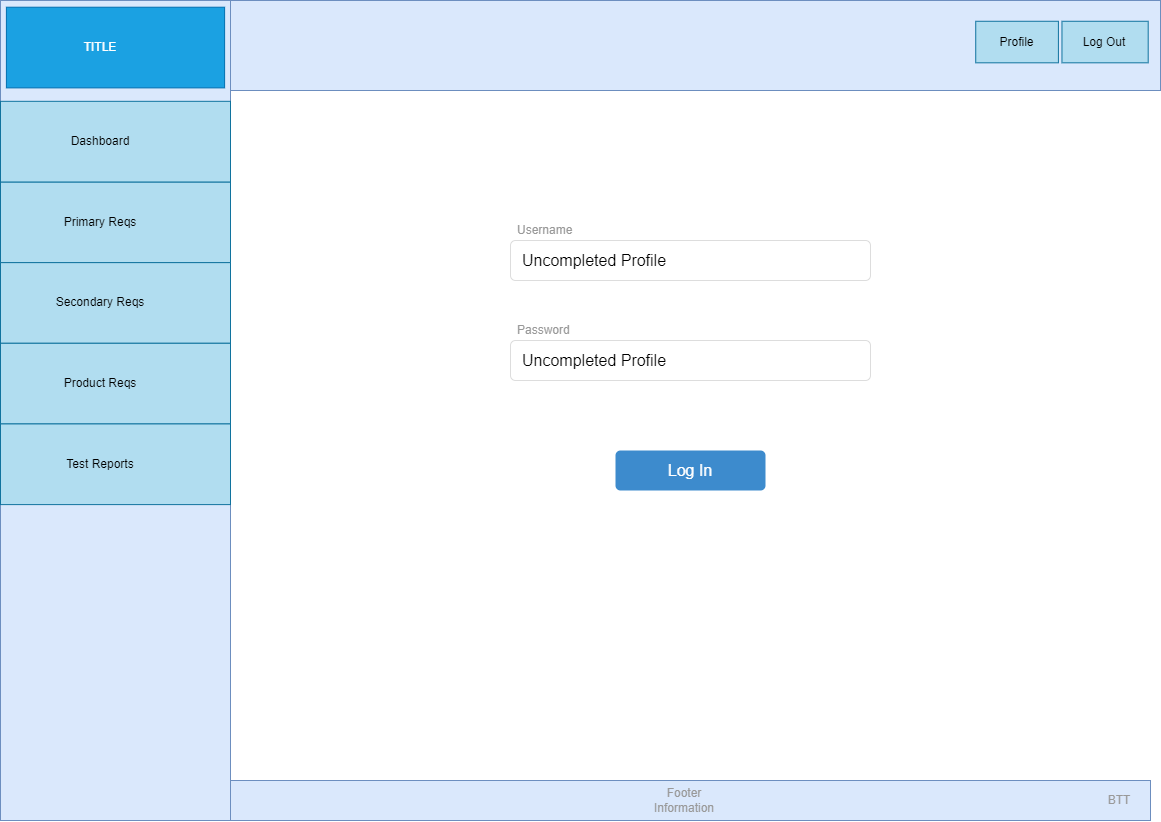 TITLE
Profile
Log Out
Dashboard
Primary Reqs
Secondary Reqs
Product Reqs
Test Reports
Username
Uncompleted Profile
Password
Uncompleted Profile
Log In
Footer
Information
BTT